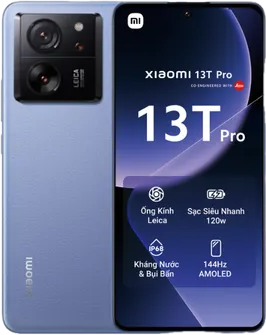 LEICA
xiaomi
mi
XIAOMI 13T Pro
CO-ENGINEERED WITH Leica
13T Pro
Ống Kính
Leica
Sạc Siêu Nhanh
120w
IP68
Kháng Nước
& Bụi Bẩn
144Hz
AMOLED